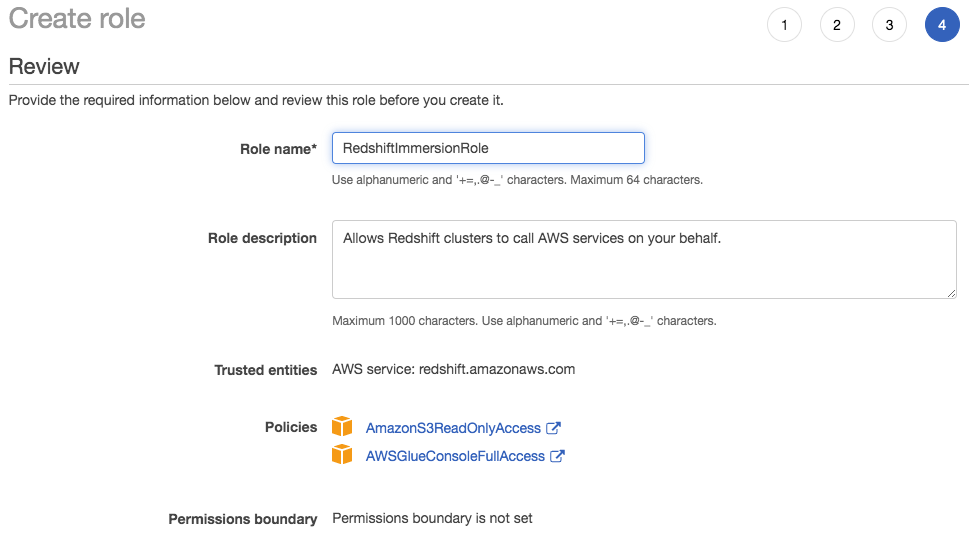 Create role
1 2 3 4
Review
Provide the required information below and review this role before you create it.
Role name* RedshiftImmersionRole
Use alphanumeric and '+=,.@-_' characters. Maximum 64 characters.
Role description Allows Redshift clusters to call AWS services on your behalf.
Maximum 1000 characters. Use alphanumeric and '+=,.@-_' characters.
Trusted entities AWS service: redshift.amazonaws.com
Policies AmazonS3ReadOnlyAccess
AWSGlueConsoleFullAccess
Permissions boundary Permissions boundary is not set